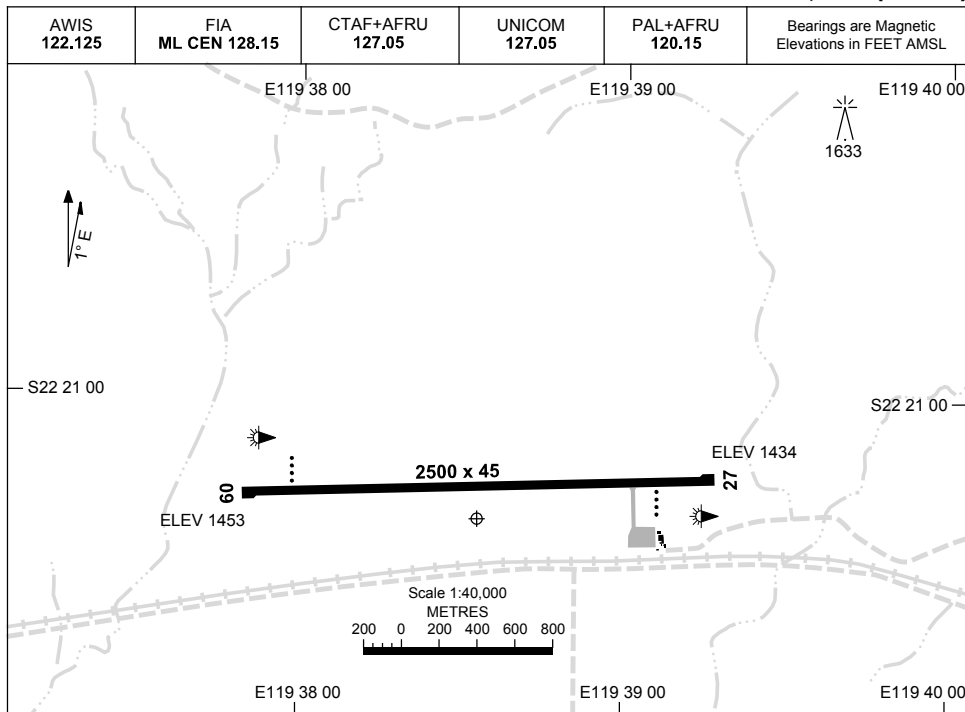 AWIS
122.125
FIA
ML CEN 128.15
CTAF+AFRU
127.05
UNICOM
127.05
PAL+AFRU
120.15
Bearings are Magnetic
Elevations in FEET AMSL
E119 38 00
E119 39 00
E119 40 00
1633
1° E
S22 21 00
S22 21 00
ELEV 1434
2500 x 45
09
27
ELEV 1453
Scale 1:40,000
METRES
200 0 200 400 600 800
E119 38 00
E119 39 00
E119 40 00